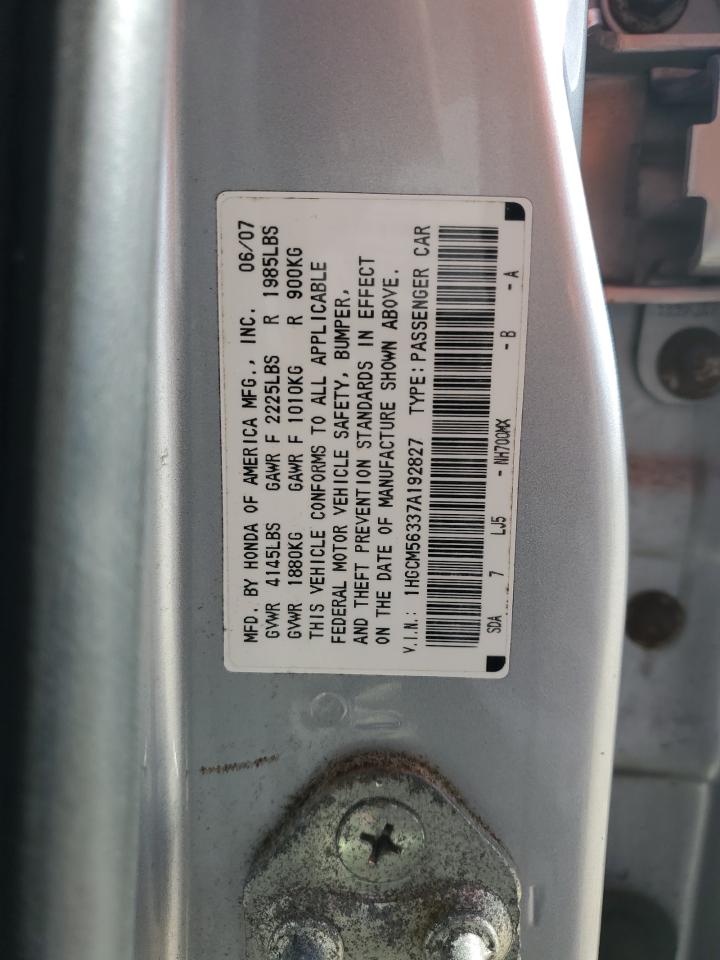 MFD. BY HONDA OF AMERICA MFG., INC. 06/07
GVWR 4145LBS GAWR F 2225LBS R 1985LBS
GVWR 1880KG GAWR F 1010KG R 900KG
THIS VEHICLE CONFORMS TO ALL APPLICABLE
FEDERAL MOTOR VEHICLE SAFETY, BUMPER,
AND THEFT PREVENTION STANDARDS IN EFFECT
ON THE DATE OF MANUFACTURE SHOWN ABOVE.
V.I.N.: 1HGCM56337A192827 TYPE:PASSENGER CAR
SDA 7 LJ5 - NH700MX - B - A